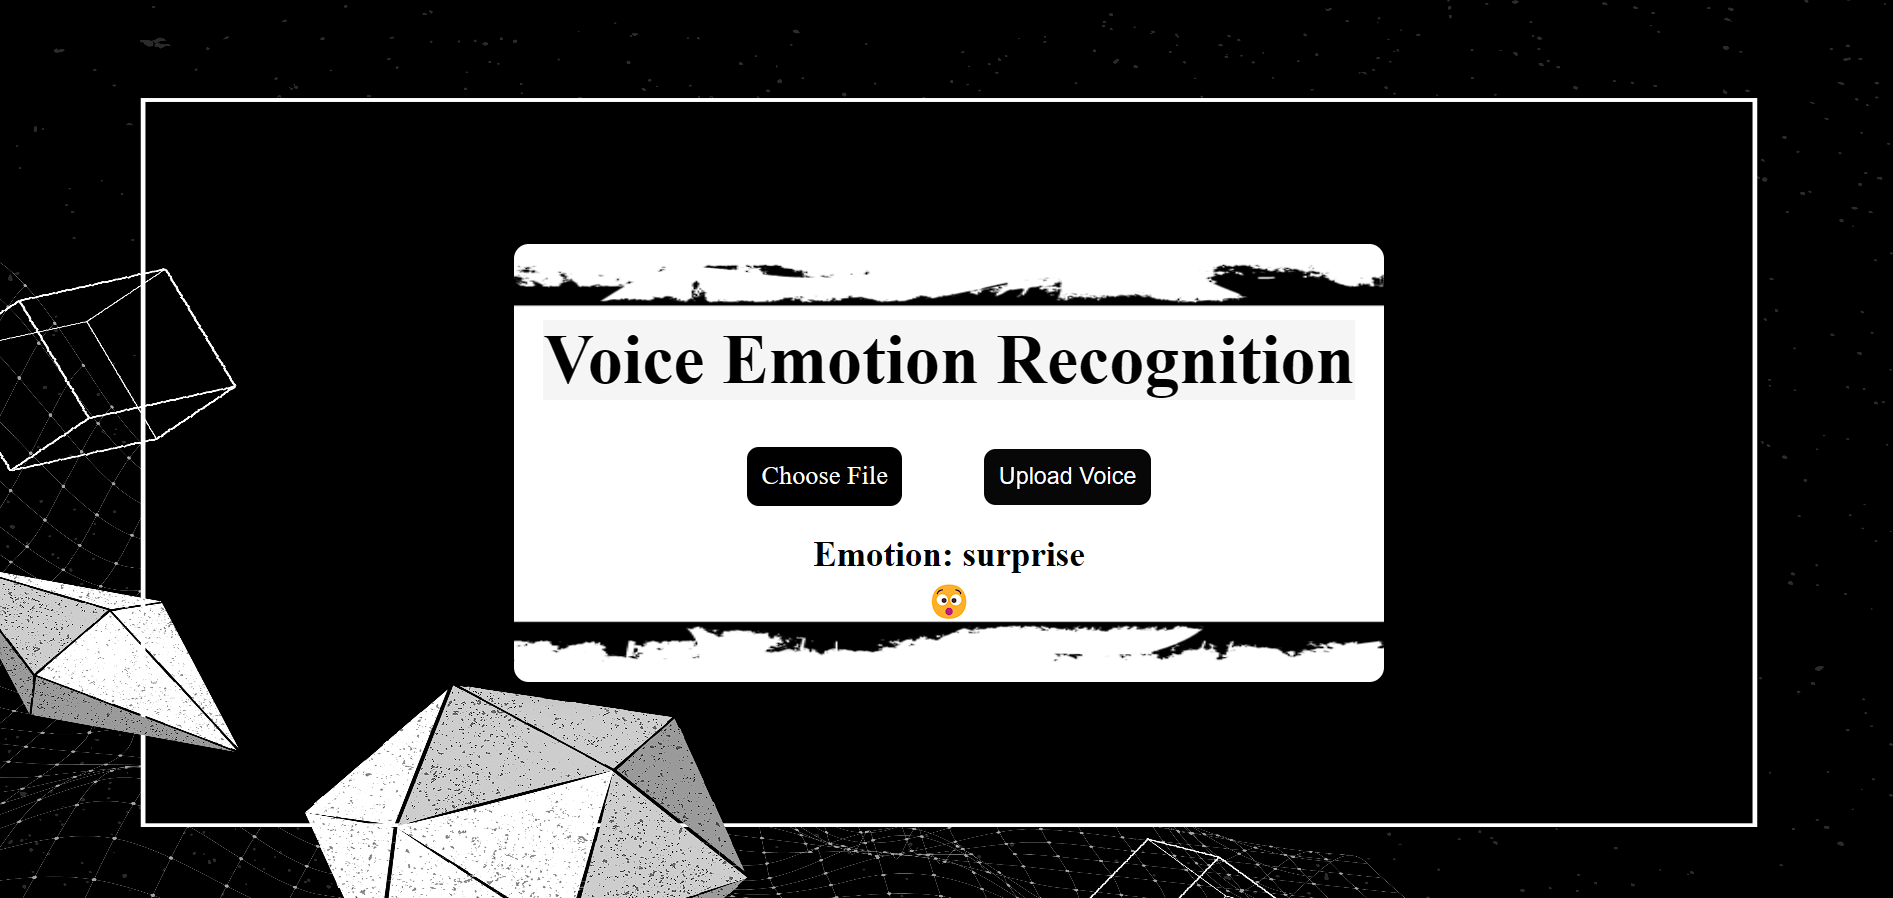 Voice Emotion Recognition
Choose File
Upload Voice
Emotion: surprise
😲